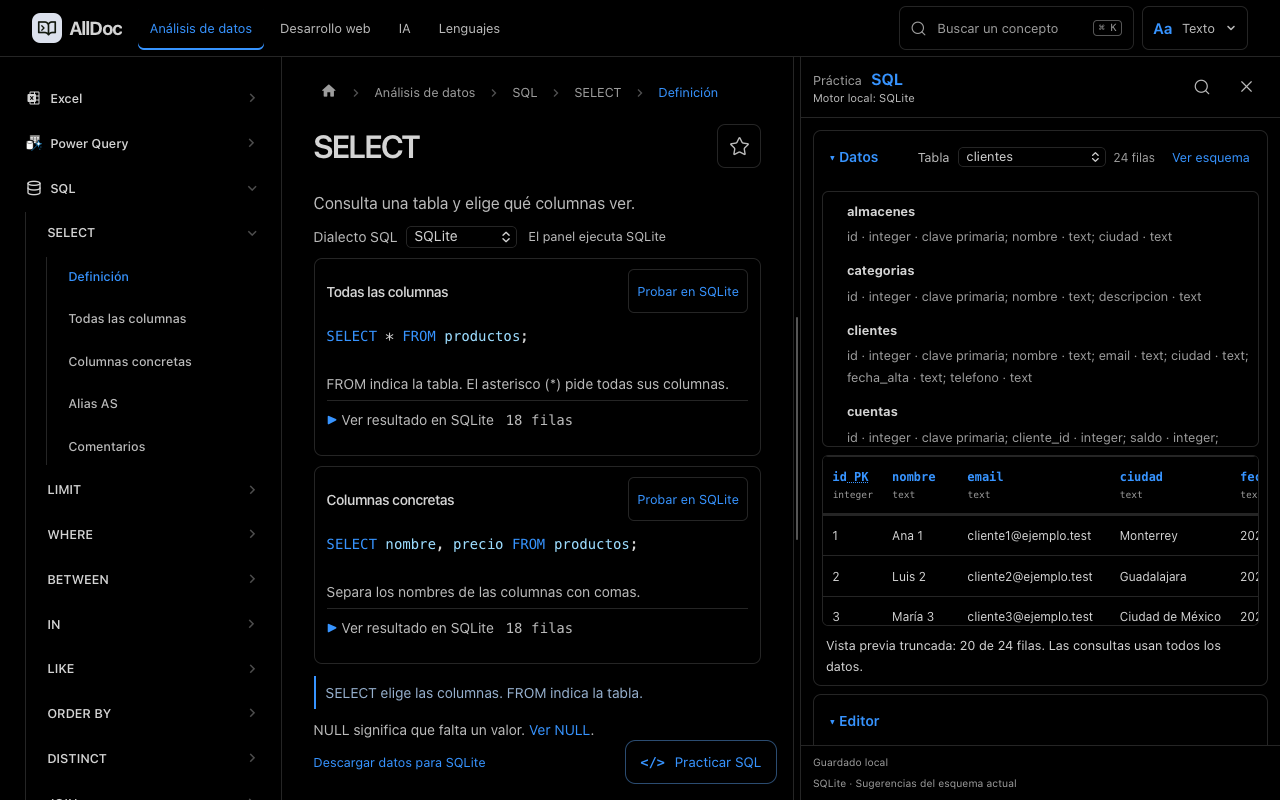 AllDoc
Análisis de datos
Desarrollo web
IA
Lenguajes
Buscar un concepto
⌘ K
Aa Texto
Excel
Power Query
SQL
SELECT
Definición
Todas las columnas
Columnas concretas
Alias AS
Comentarios
LIMIT
WHERE
BETWEEN
IN
LIKE
ORDER BY
DISTINCT
Análisis de datos > SQL > SELECT > Definición
SELECT
Consulta una tabla y elige qué columnas ver.
Dialecto SQL SQLite El panel ejecuta SQLite
Todas las columnas
Probar en SQLite
SELECT * FROM productos;
FROM indica la tabla. El asterisco (*) pide todas sus columnas.
Ver resultado en SQLite 18 filas
Columnas concretas
Probar en SQLite
SELECT nombre, precio FROM productos;
Separa los nombres de las columnas con comas.
Ver resultado en SQLite 18 filas
SELECT elige las columnas. FROM indica la tabla.
NULL significa que falta un valor. Ver NULL.
Descargar datos para SQLite
</> Practicar SQL
Práctica SQL
Motor local: SQLite
Datos
Tabla clientes 24 filas Ver esquema
almacenes
id · integer · clave primaria; nombre · text; ciudad · text
categorias
id · integer · clave primaria; nombre · text; descripcion · text
clientes
id · integer · clave primaria; nombre · text; email · text; ciudad · text;
fecha_alta · text; telefono · text
cuentas
id · integer · clave primaria; cliente_id · integer; saldo · integer;
id PK nombre email ciudad
integer text text text
1 Ana 1 cliente1@ejemplo.test Monterrey
2 Luis 2 cliente2@ejemplo.test Guadalajara
3 María 3 cliente3@ejemplo.test Ciudad de México
Vista previa truncada: 20 de 24 filas. Las consultas usan todos los
datos.
Editor
Guardado local
SQLite · Sugerencias del esquema actual